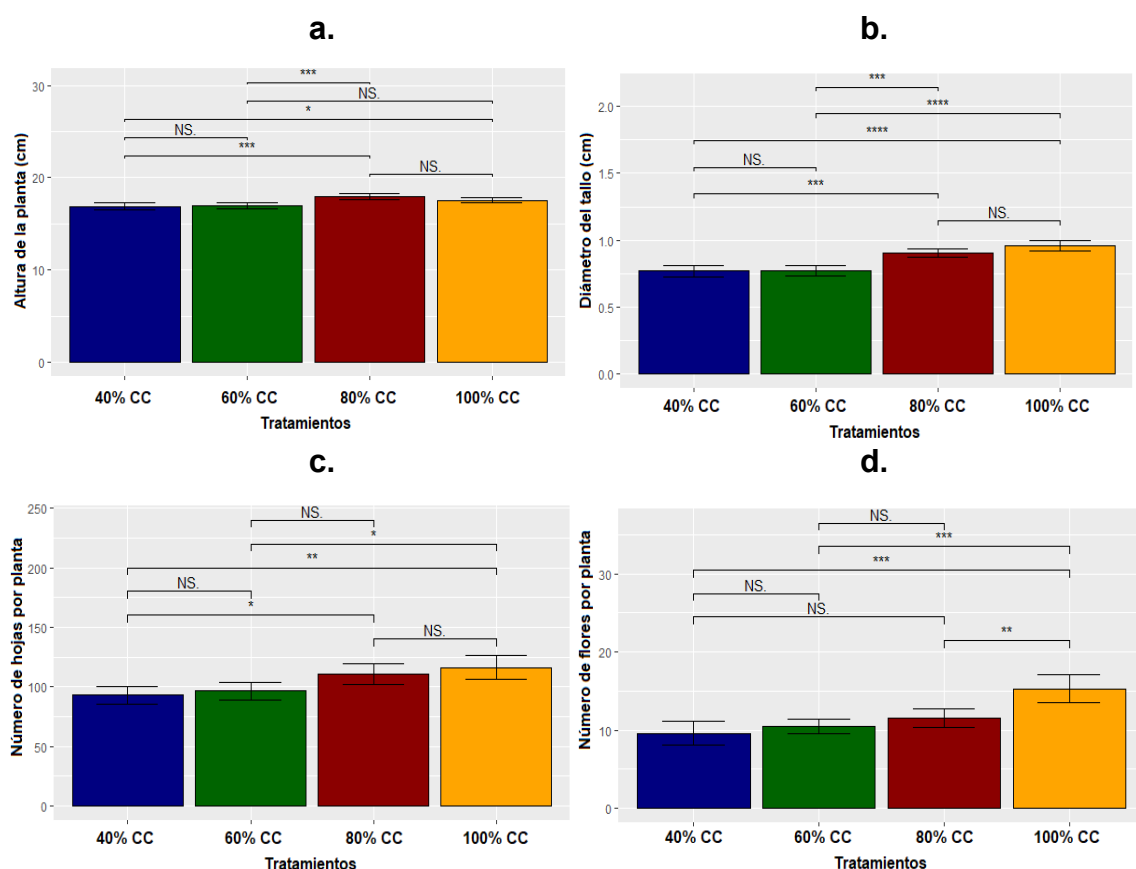 a.
Altura de la planta (cm)
30
20
10
0
***
NS.
*
NS.
***
NS.
40% CC 60% CC 80% CC 100% CC
Tratamientos
b.
Diámetro del tallo (cm)
2.0
1.5
1.0
0.5
0.0
***
****
****
NS.
***
NS.
40% CC 60% CC 80% CC 100% CC
Tratamientos
c.
Número de hojas por planta
250
200
150
100
50
0
NS.
*
**
NS.
*
NS.
40% CC 60% CC 80% CC 100% CC
Tratamientos
d.
Número de flores por planta
30
20
10
0
NS.
***
***
NS.
NS.
**
40% CC 60% CC 80% CC 100% CC
Tratamientos